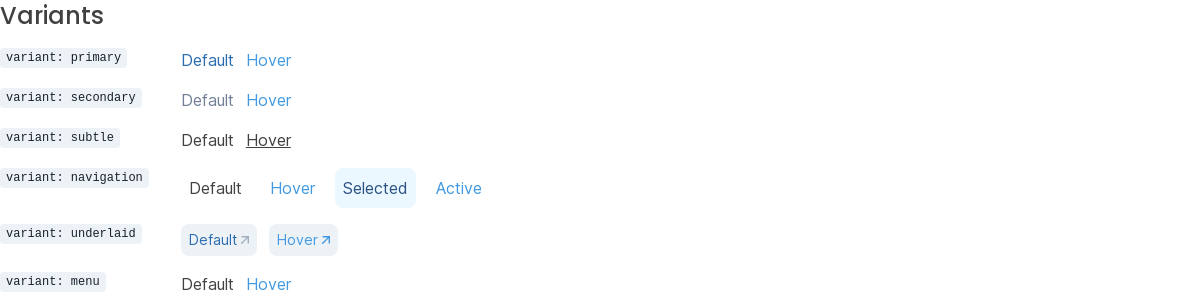 Variants
variant: primary Default Hover
variant: secondary Default Hover
variant: subtle Default Hover
variant: navigation Default Hover Selected Active
variant: underlaid Default Hover
variant: menu Default Hover